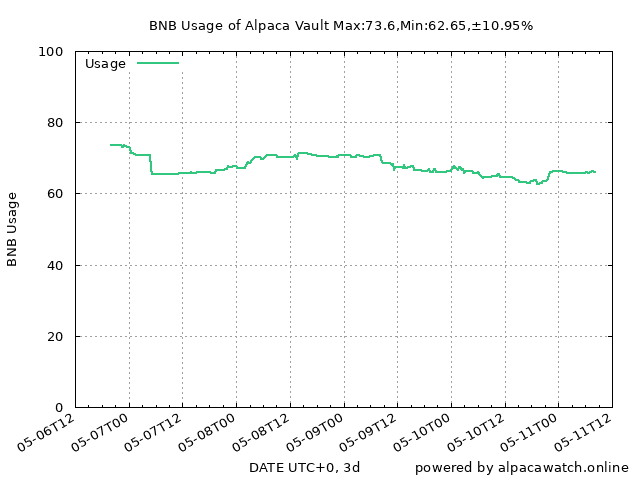 BNB Usage of Alpaca Vault Max:73.6,Min:62.65,±10.95%
100
80
60
40
20
0
BNB Usage
Usage
05-06T12
05-07T00
05-07T12
05-08T00
05-08T12
05-09T00
05-09T12
05-10T00
05-10T12
05-11T00
05-11T12
DATE UTC+0, 3d
powered by alpacawatch.online